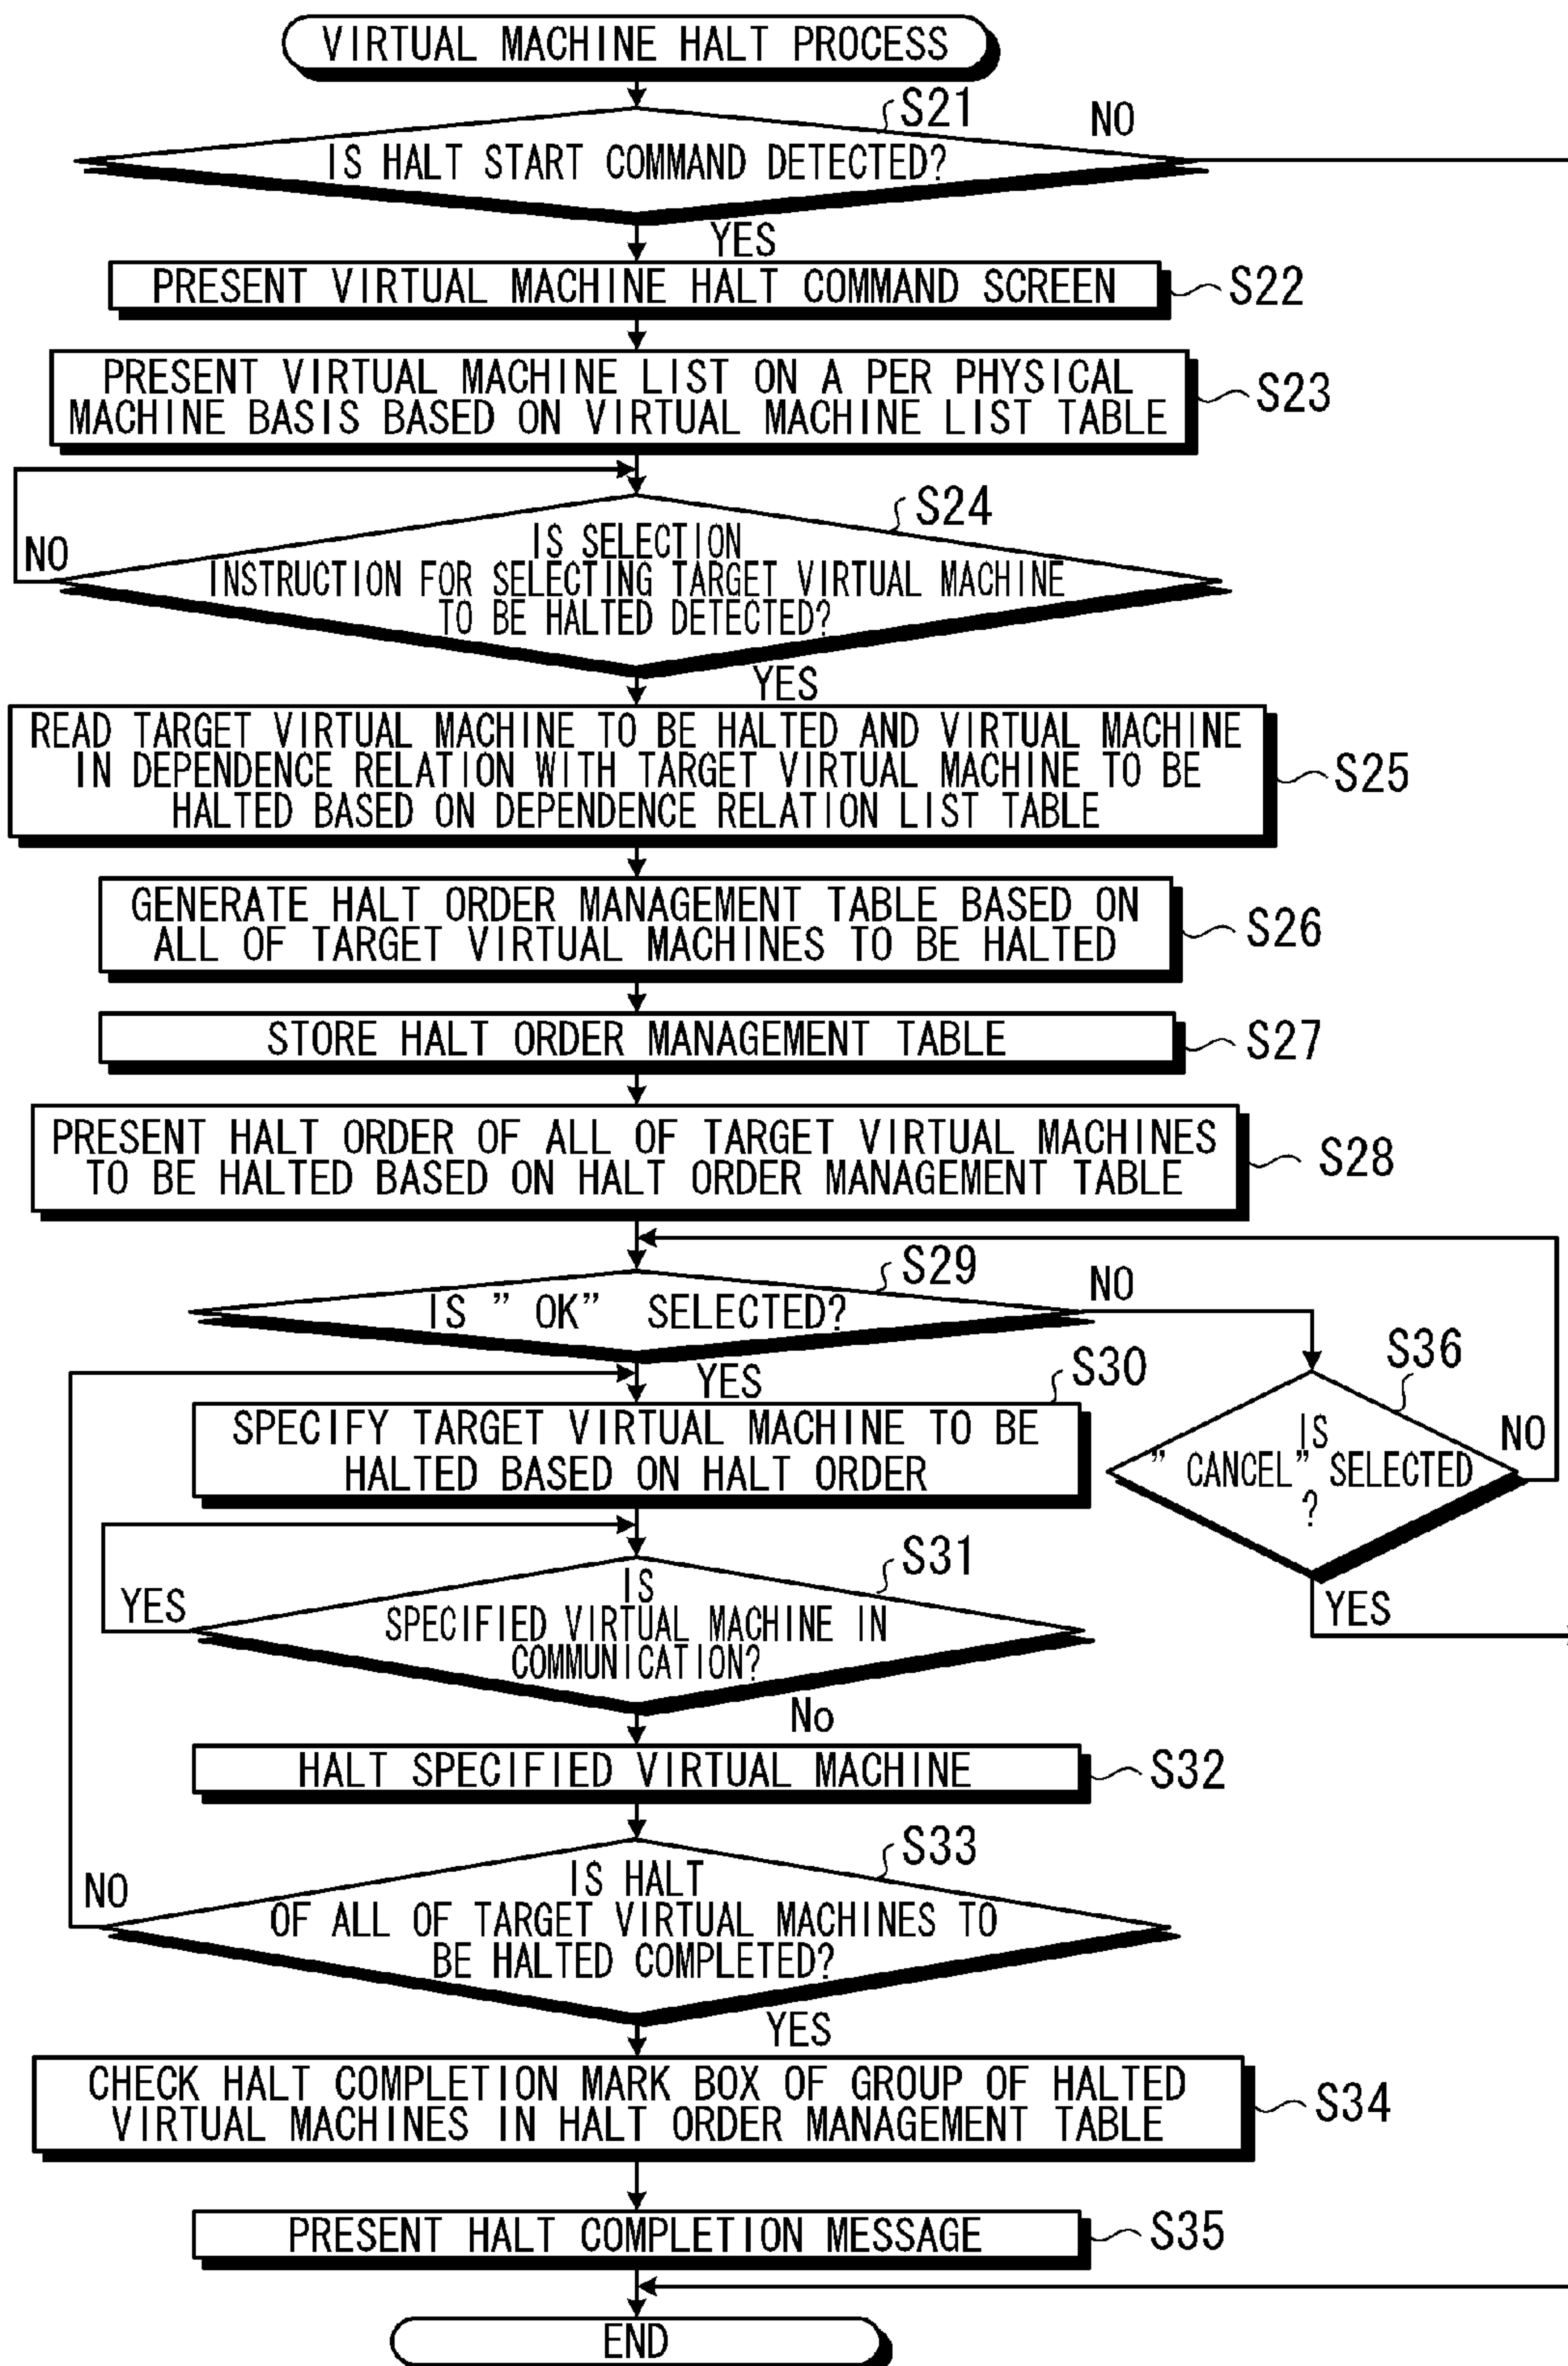 VIRTUAL MACHINE HALT PROCESS
S21
NO
IS HALT START COMMAND DETECTED?
YES
PRESENT VIRTUAL MACHINE HALT COMMAND SCREEN
S22
PRESENT VIRTUAL MACHINE LIST ON A PER PHYSICAL
MACHINE BASIS BASED ON VIRTUAL MACHINE LIST TABLE
S23
S24
NO
IS SELECTION
INSTRUCTION FOR SELECTING TARGET VIRTUAL MACHINE
TO BE HALTED DETECTED?
YES
READ TARGET VIRTUAL MACHINE TO BE HALTED AND VIRTUAL MACHINE
IN DEPENDENCE RELATION WITH TARGET VIRTUAL MACHINE TO BE
HALTED BASED ON DEPENDENCE RELATION LIST TABLE
S25
GENERATE HALT ORDER MANAGEMENT TABLE BASED ON
ALL OF TARGET VIRTUAL MACHINES TO BE HALTED
S26
STORE HALT ORDER MANAGEMENT TABLE
S27
PRESENT HALT ORDER OF ALL OF TARGET VIRTUAL MACHINES
TO BE HALTED BASED ON HALT ORDER MANAGEMENT TABLE
S28
S29
NO
IS ” OK” SELECTED?
YES
S30
S36
SPECIFY TARGET VIRTUAL MACHINE TO BE
HALTED BASED ON HALT ORDER
IS
” CANCEL” SELECTED
?
NO
YES
S31
YES
IS
SPECIFIED VIRTUAL MACHINE IN
COMMUNICATION?
No
HALT SPECIFIED VIRTUAL MACHINE
S32
S33
NO
IS HALT
OF ALL OF TARGET VIRTUAL MACHINES TO
BE HALTED COMPLETED?
YES
CHECK HALT COMPLETION MARK BOX OF GROUP OF HALTED
VIRTUAL MACHINES IN HALT ORDER MANAGEMENT TABLE
S34
PRESENT HALT COMPLETION MESSAGE
S35
END